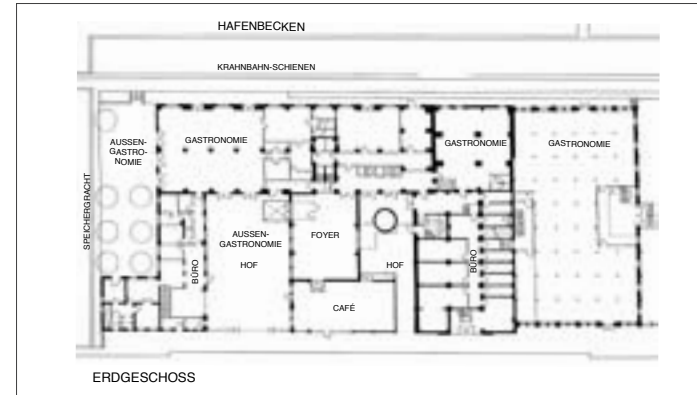 HAFENBECKEN
KRAHNBAHN-SCHIENEN
AUSSEN-
GASTRO-
NOMIE
GASTRONOMIE
GASTRONOMIE
GASTRONOMIE
SPEICHERGRACHT
BÜRO
AUSSEN-
GASTRONOMIE
HOF
FOYER
HOF
BÜRO
CAFÉ
ERDGESCHOSS